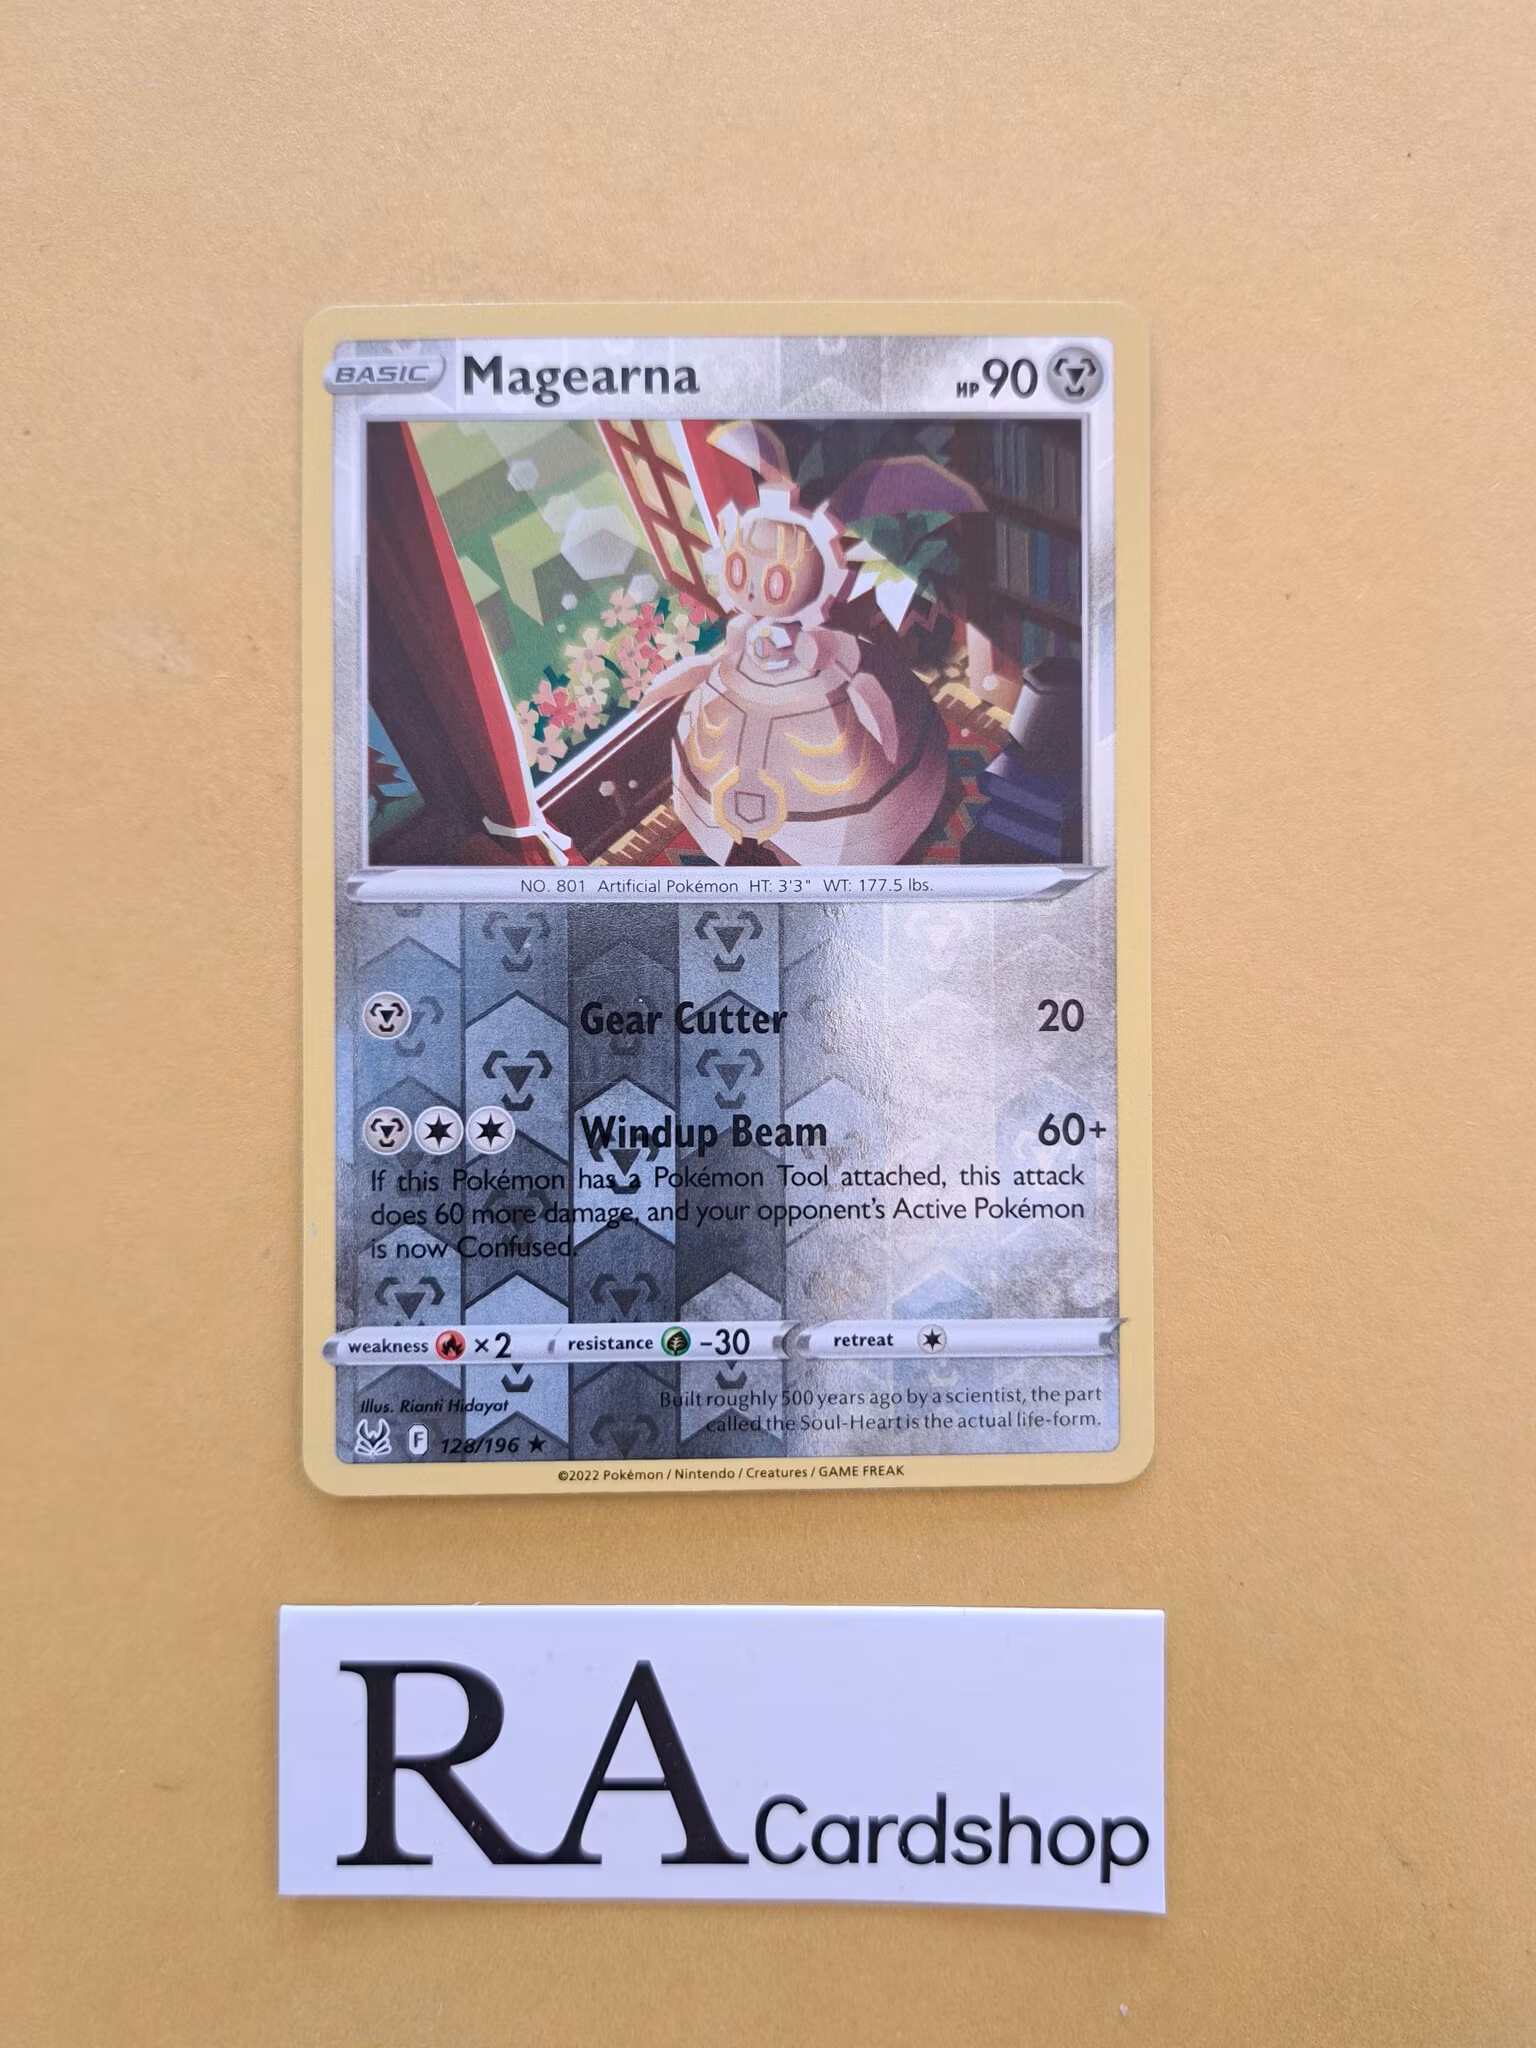 BASIC Magearna HP 90
NO. 801 Artificial Pokémon HT: 3'3" WT: 177.5 lbs.
Gear Cutter 20
Windup Beam 60+
If this Pokémon has a Pokémon Tool attached, this attack
does 60 more damage, and your opponent's Active Pokémon
is now Confused.
weakness ×2 resistance -30 retreat
Illus. Rianti Hidayat
Built roughly 500 years ago by a scientist, the part
called the Soul-Heart is the actual life-form.
F 128/196 ★
©2022 Pokémon / Nintendo / Creatures / GAME FREAK
RA Cardshop